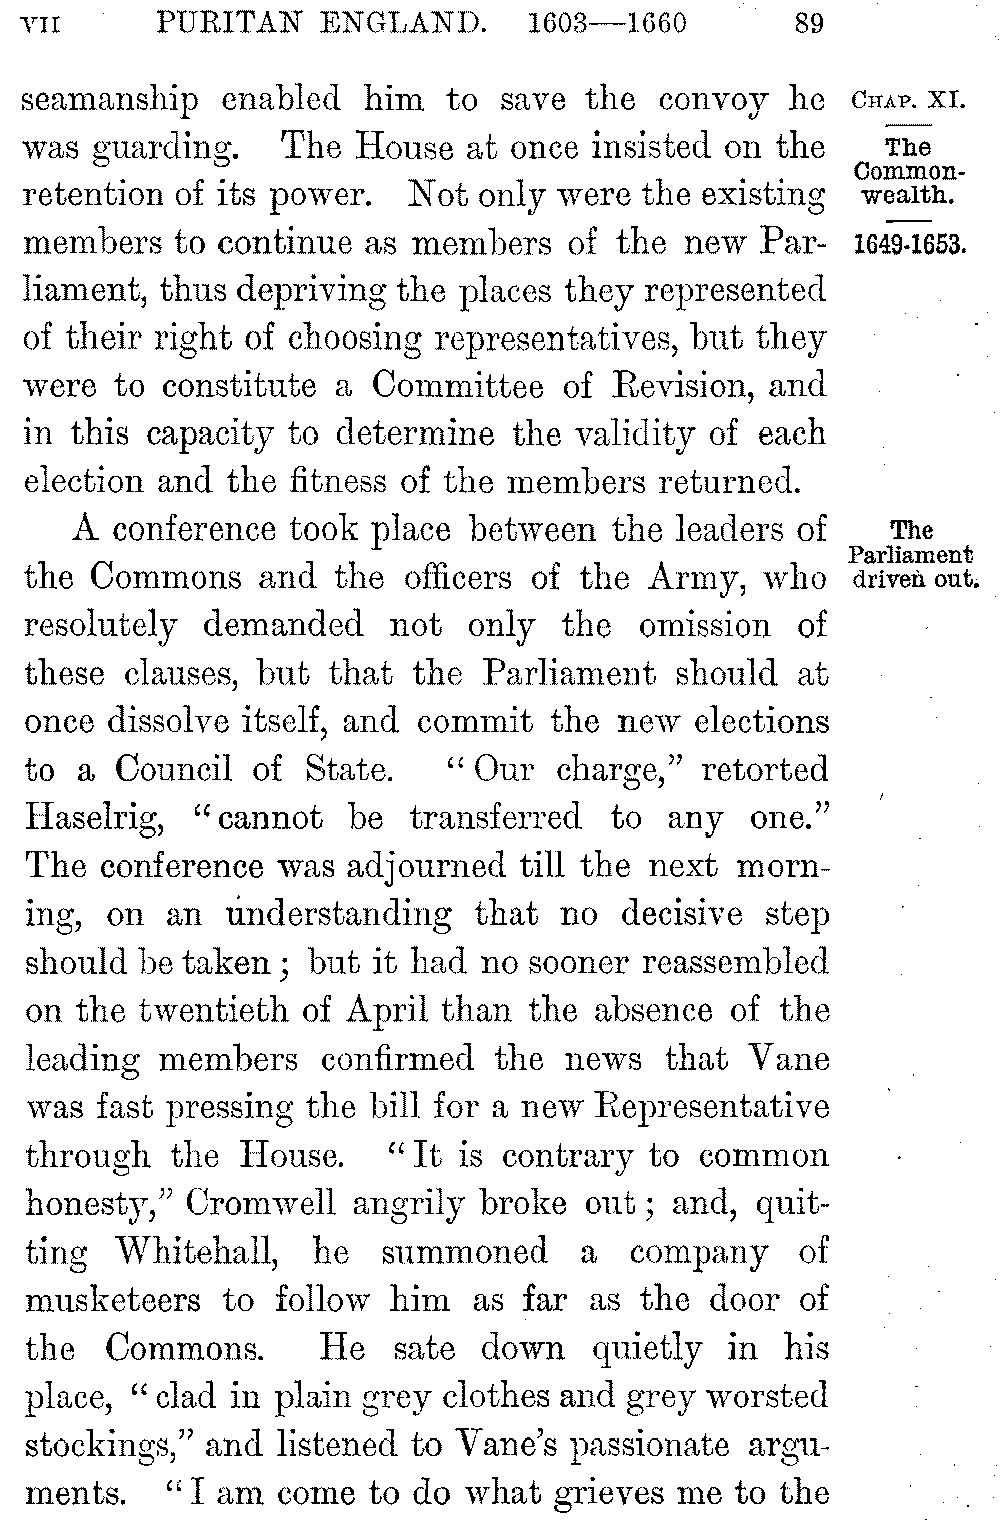 VII PURITAN ENGLAND. 1603—1660 89
seamanship enabled him to save the convoy he
was guarding. The House at once insisted on the
retention of its power. Not only were the existing
members to continue as members of the new Par-
liament, thus depriving the places they represented
of their right of choosing representatives, but they
were to constitute a Committee of Revision, and
in this capacity to determine the validity of each
election and the fitness of the members returned.
CHAP. XI.
The
Common-
wealth.
1649-1653.
A conference took place between the leaders of
the Commons and the officers of the Army, who
resolutely demanded not only the omission of
these clauses, but that the Parliament should at
once dissolve itself, and commit the new elections
to a Council of State. “Our charge,” retorted
Haselrig, “cannot be transferred to any one.”
The conference was adjourned till the next morn-
ing, on an understanding that no decisive step
should be taken; but it had no sooner reassembled
on the twentieth of April than the absence of the
leading members confirmed the news that Vane
was fast pressing the bill for a new Representative
through the House. “It is contrary to common
honesty,” Cromwell angrily broke out; and, quit-
ting Whitehall, he summoned a company of
musketeers to follow him as far as the door of
the Commons. He sate down quietly in his
place, “clad in plain grey clothes and grey worsted
stockings,” and listened to Vane's passionate argu-
ments. “I am come to do what grieves me to the
The
Parliament
driven out.